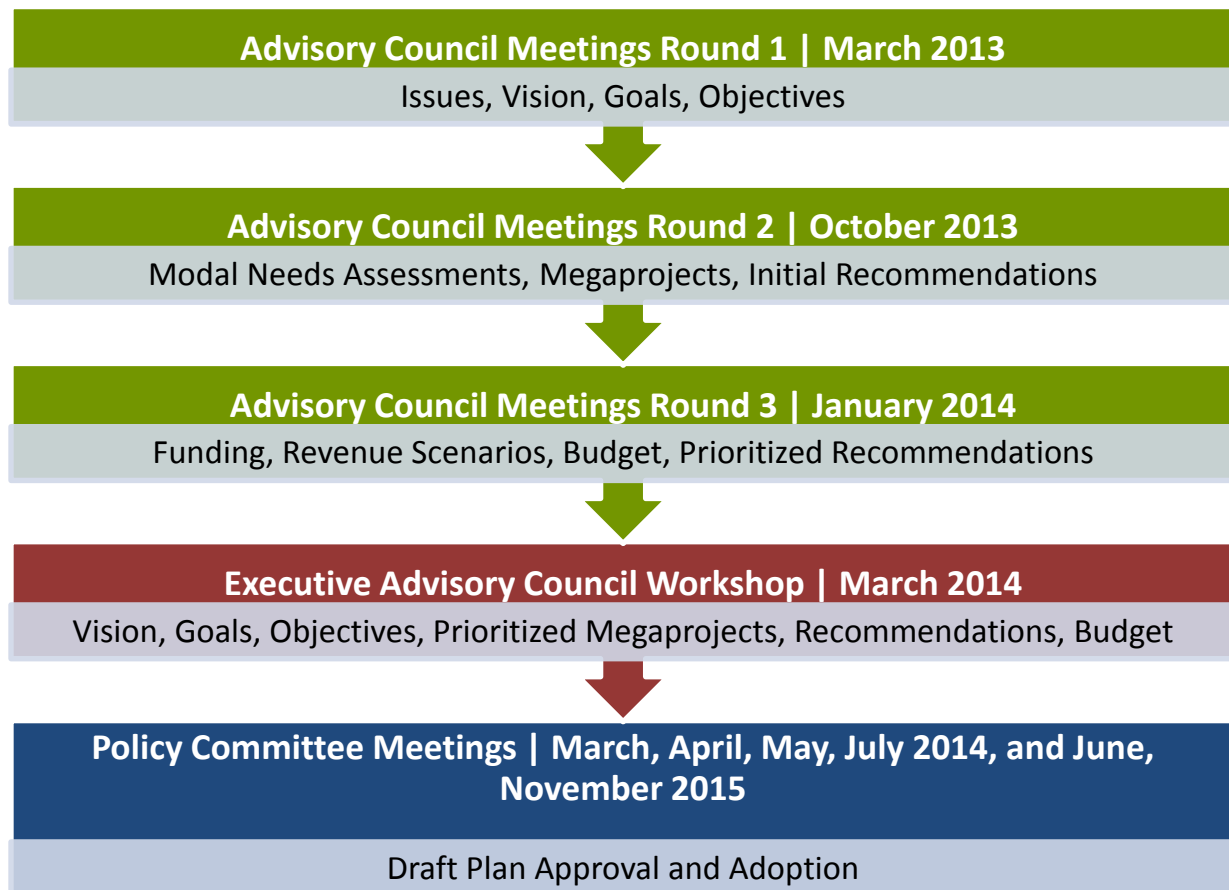 Advisory Council Meetings Round 1 | March 2013
Issues, Vision, Goals, Objectives
Advisory Council Meetings Round 2 | October 2013
Modal Needs Assessments, Megaprojects, Initial Recommendations
Advisory Council Meetings Round 3 | January 2014
Funding, Revenue Scenarios, Budget, Prioritized Recommendations
Executive Advisory Council Workshop | March 2014
Vision, Goals, Objectives, Prioritized Megaprojects, Recommendations, Budget
Policy Committee Meetings | March, April, May, July 2014, and June,
November 2015
Draft Plan Approval and Adoption